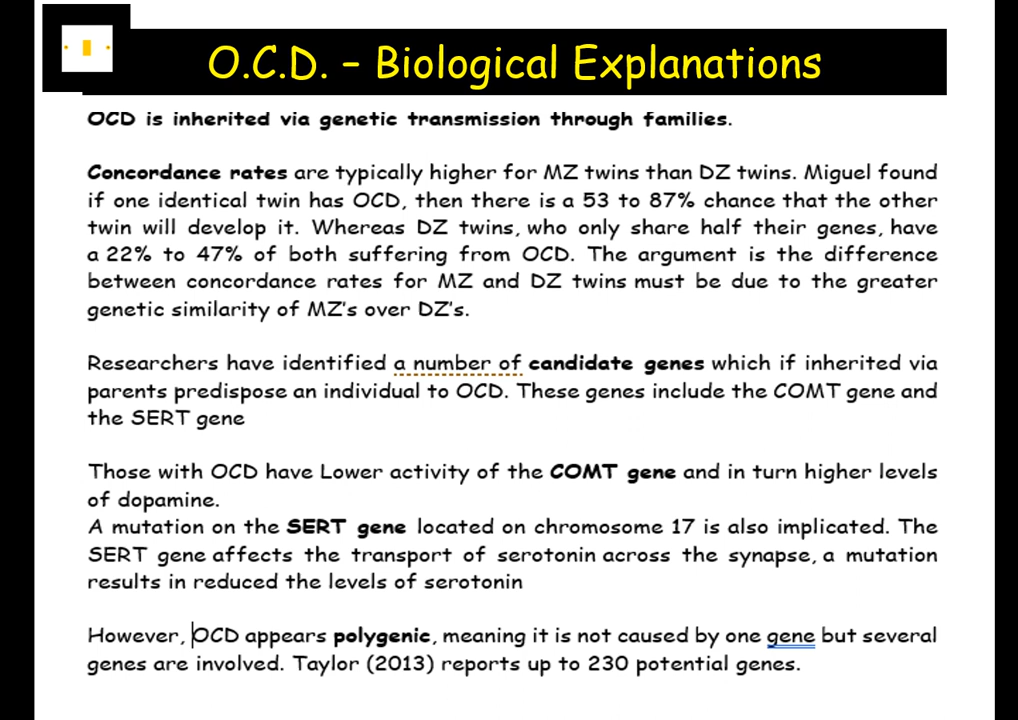 O.C.D. – Biological Explanations
OCD is inherited via genetic transmission through families.
Concordance rates are typically higher for MZ twins than DZ twins. Miguel found
if one identical twin has OCD, then there is a 53 to 87% chance that the other
twin will develop it. Whereas DZ twins, who only share half their genes, have
a 22% to 47% of both suffering from OCD. The argument is the difference
between concordance rates for MZ and DZ twins must be due to the greater
genetic similarity of MZ's over DZ's.
Researchers have identified a number of candidate genes which if inherited via
parents predispose an individual to OCD. These genes include the COMT gene and
the SERT gene
Those with OCD have Lower activity of the COMT gene and in turn higher levels
of dopamine.
A mutation on the SERT gene located on chromosome 17 is also implicated. The
SERT gene affects the transport of serotonin across the synapse, a mutation
results in reduced the levels of serotonin
However, OCD appears polygenic, meaning it is not caused by one gene but several
genes are involved. Taylor (2013) reports up to 230 potential genes.